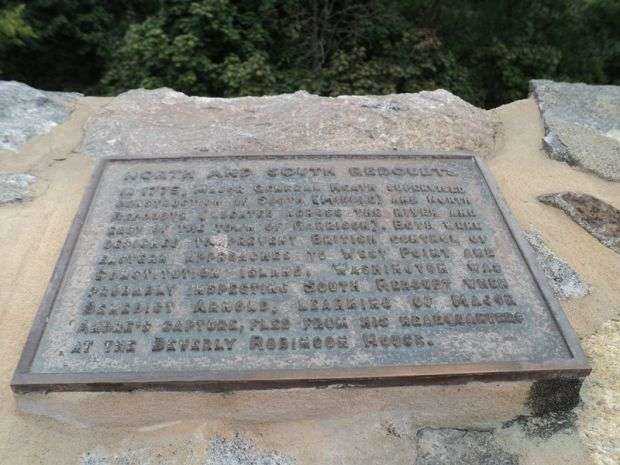 NORTH AND SOUTH REDOUBTS
IN 1775, MAJOR GENERAL HEATH SUPERVISED
CONSTRUCTION OF SOUTH (MIDDLE) AND NORTH
REDOUBTS (LOCATED ACROSS THE RIVER AND
EAST OF THE TOWN OF GARRISON). BOTH WERE
DESIGNED TO PREVENT BRITISH CONTROL OF
EASTERN APPROACHES TO WEST POINT AND
CONSTITUTION ISLAND. WASHINGTON WAS
PROBABLY INSPECTING SOUTH REDOUBT WHEN
BENEDICT ARNOLD, LEARNING OF MAJOR
ANDRE'S CAPTURE, FLED FROM HIS HEADQUARTERS
AT THE BEVERLY ROBINSON HOUSE.